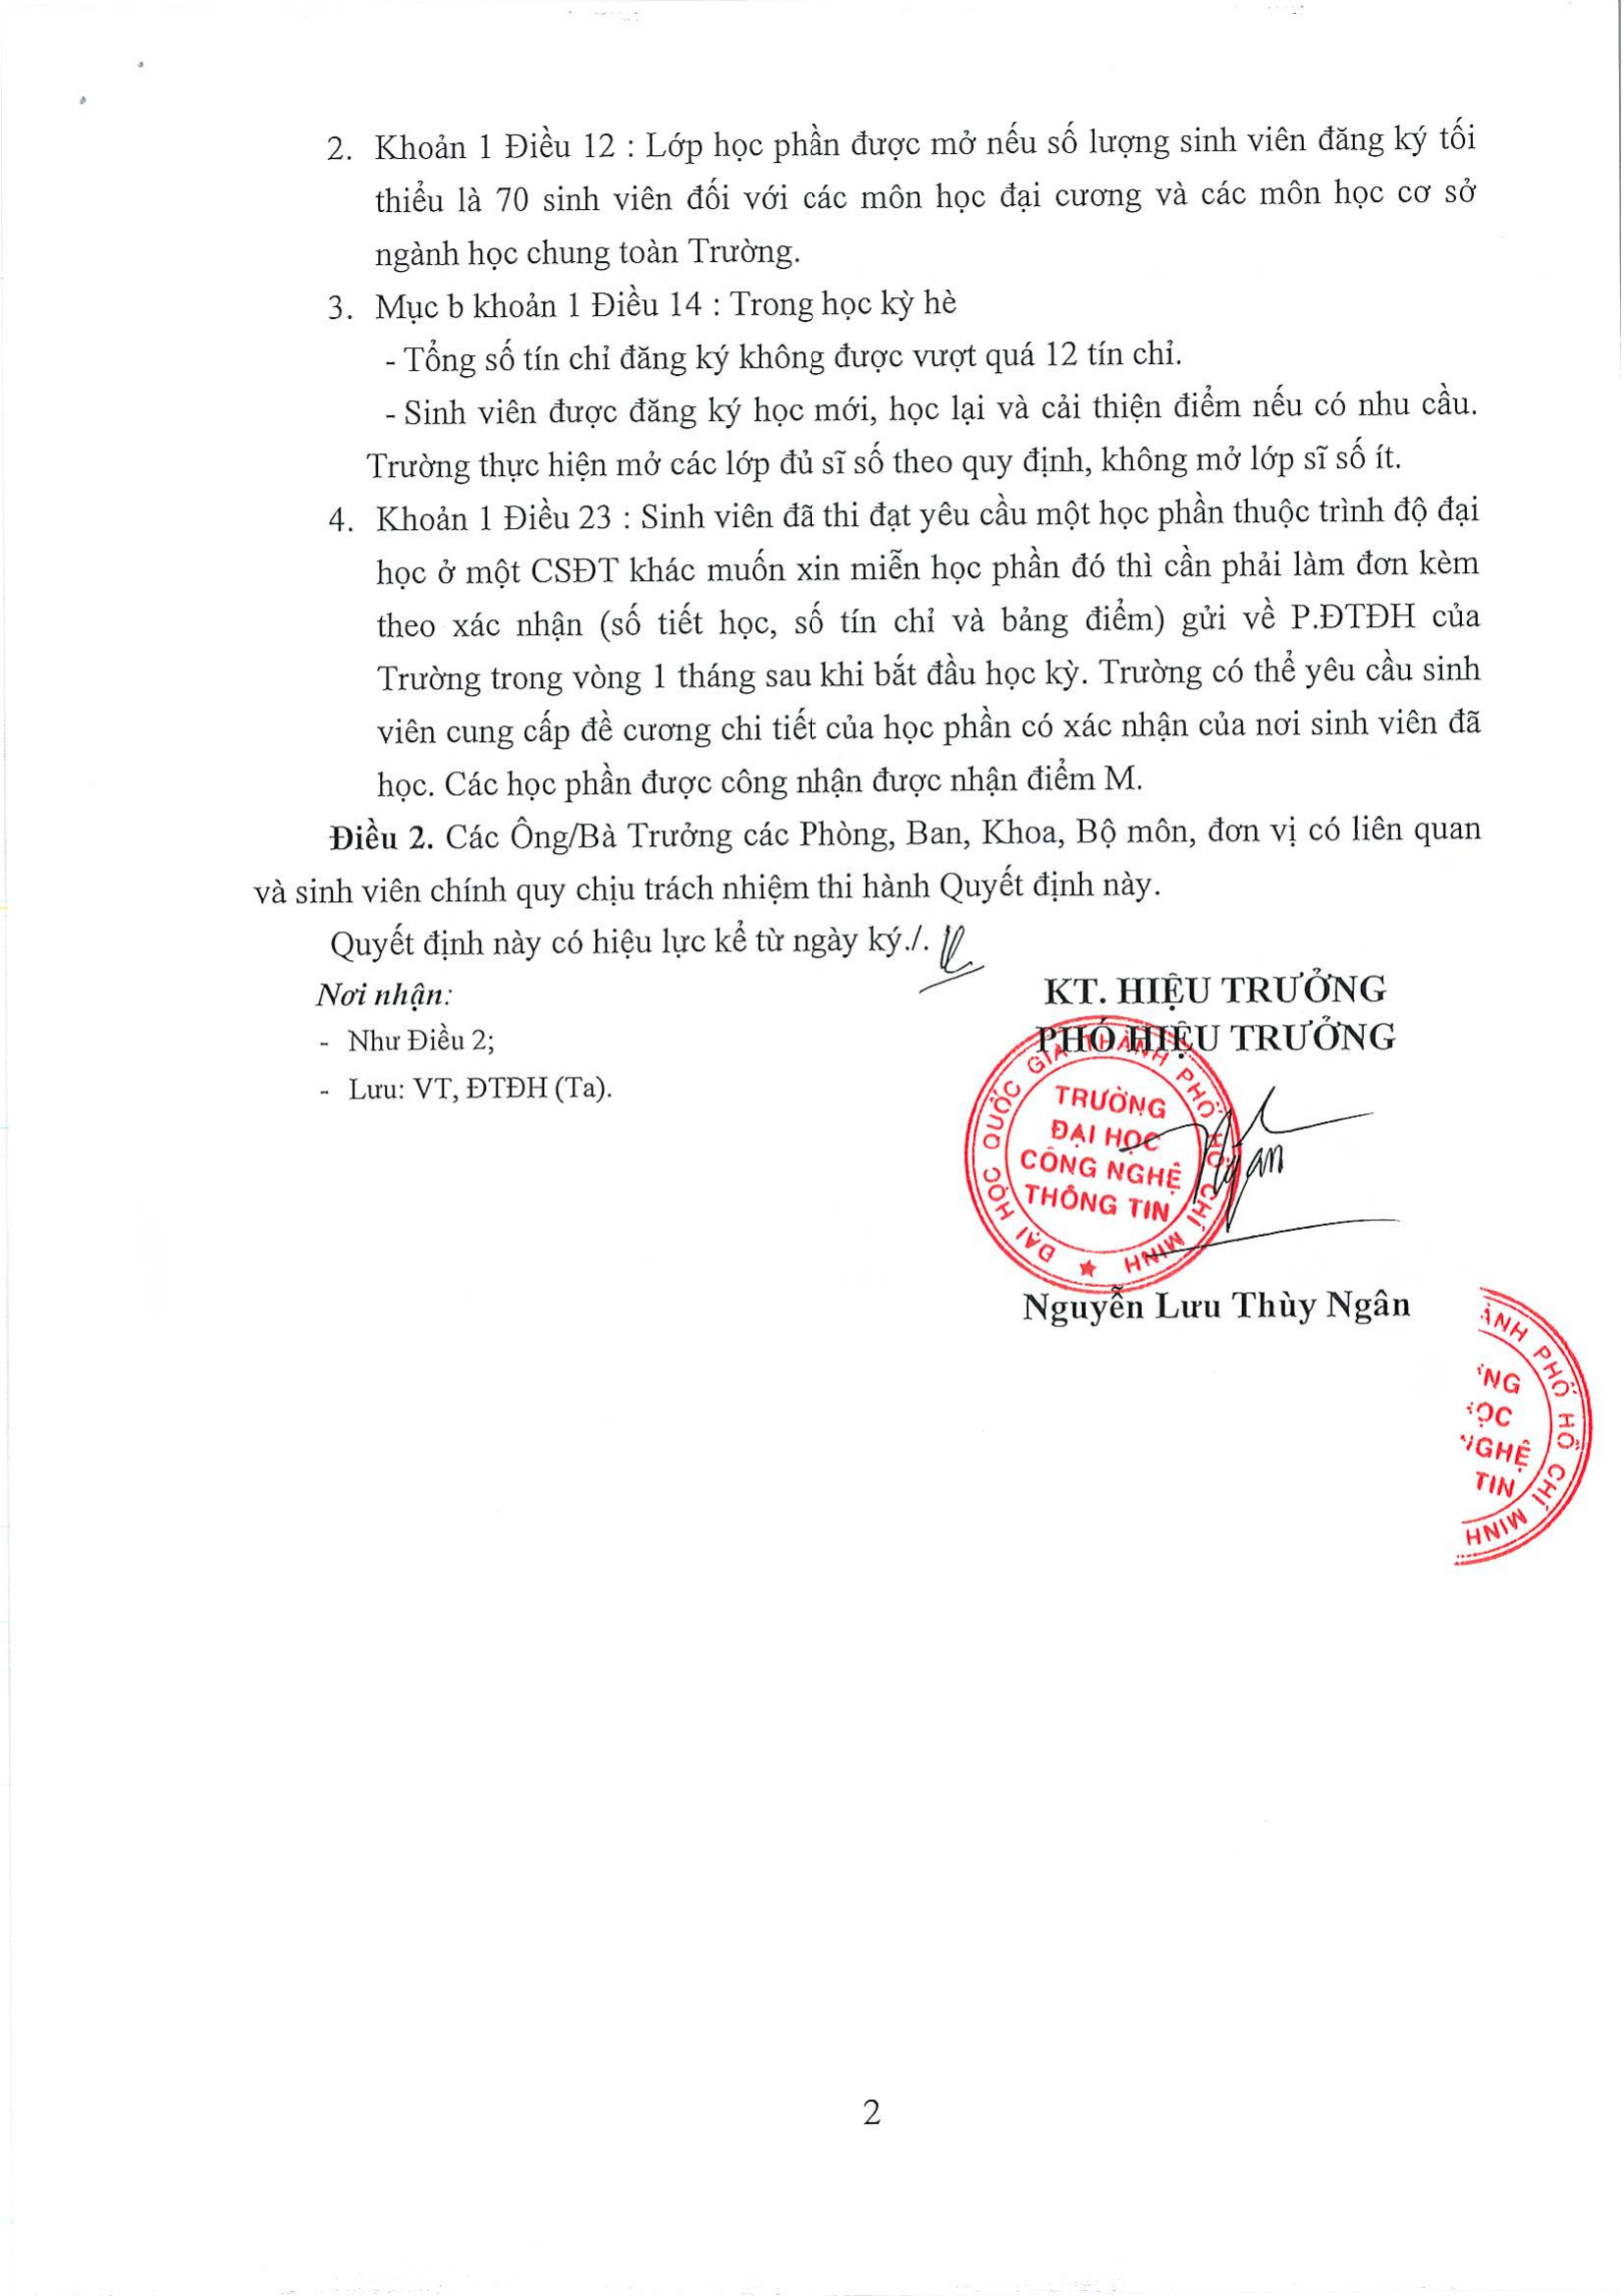 2. Khoản 1 Điều 12 : Lớp học phần được mở nếu số lượng sinh viên đăng ký tối
thiểu là 70 sinh viên đối với các môn học đại cương và các môn học cơ sở
ngành học chung toàn Trường.
3. Mục b khoản 1 Điều 14 : Trong học kỳ hè
- Tổng số tín chỉ đăng ký không được vượt quá 12 tín chỉ.
- Sinh viên được đăng ký học mới, học lại và cải thiện điểm nếu có nhu cầu.
Trường thực hiện mở các lớp đủ sĩ số theo quy định, không mở lớp sĩ số ít.
4. Khoản 1 Điều 23 : Sinh viên đã thi đạt yêu cầu một học phần thuộc trình độ đại
học ở một CSĐT khác muốn xin miễn học phần đó thì cần phải làm đơn kèm
theo xác nhận (số tiết học, số tín chỉ và bảng điểm) gửi về P.ĐTĐH của
Trường trong vòng 1 tháng sau khi bắt đầu học kỳ. Trường có thể yêu cầu sinh
viên cung cấp đề cương chi tiết của học phần có xác nhận của nơi sinh viên đã
học. Các học phần được công nhận được nhận điểm M.
Điều 2. Các Ông/Bà Trưởng các Phòng, Ban, Khoa, Bộ môn, đơn vị có liên quan
và sinh viên chính quy chịu trách nhiệm thi hành Quyết định này.
Quyết định này có hiệu lực kể từ ngày ký./.
Nơi nhận:
- Như Điều 2;
- Lưu: VT, ĐTĐH (Ta).
KT. HIỆU TRƯỞNG
PHÓ HIỆU TRƯỞNG
ĐẠI HỌC QUỐC GIA THÀNH PHỐ HỒ CHÍ MINH
TRƯỜNG
ĐẠI HỌC
CÔNG NGHỆ
THÔNG TIN
Ngan
Nguyễn Lưu Thùy Ngân
ÀNH PHỐ HỒ CHÍ MINH
NG
ỌC
NGHỆ
TIN
2